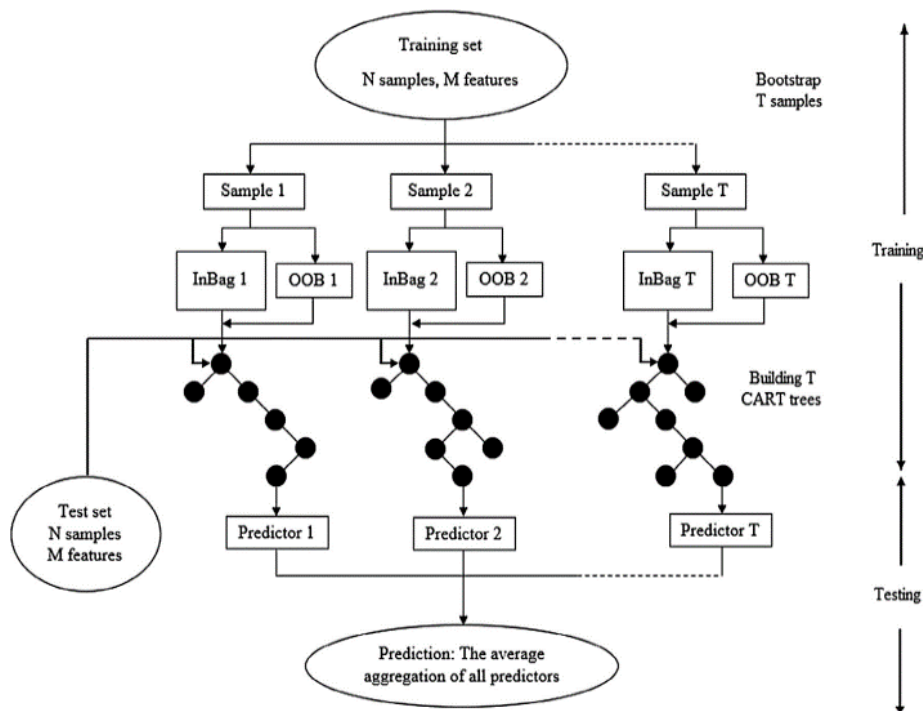 Training set
N samples, M features
Bootstrap
T samples
Sample 1
Sample 2
Sample T
InBag 1
OOB 1
InBag 2
OOB 2
InBag T
OOB T
Training
Building T
CART trees
Test set
N samples
M features
Predictor 1
Predictor 2
Predictor T
Testing
Prediction: The average
aggregation of all predictors